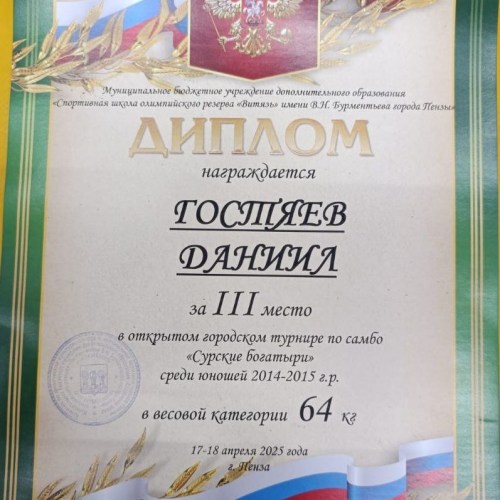 Муниципальное бюджетное учреждение дополнительного образования
«Спортивная школа олимпийского резерва «Витязь» имени В.Н. Бурментьева города Пензы»
ДИПЛОМ
награждается
ГОСТЯЕВ
ДАНИИЛ
за III место
в открытом городском турнире по самбо
«Сурские богатыри»
среди юношей 2014-2015 г.р.
в весовой категории 64 кг
17-18 апреля 2025 года
г. Пенза